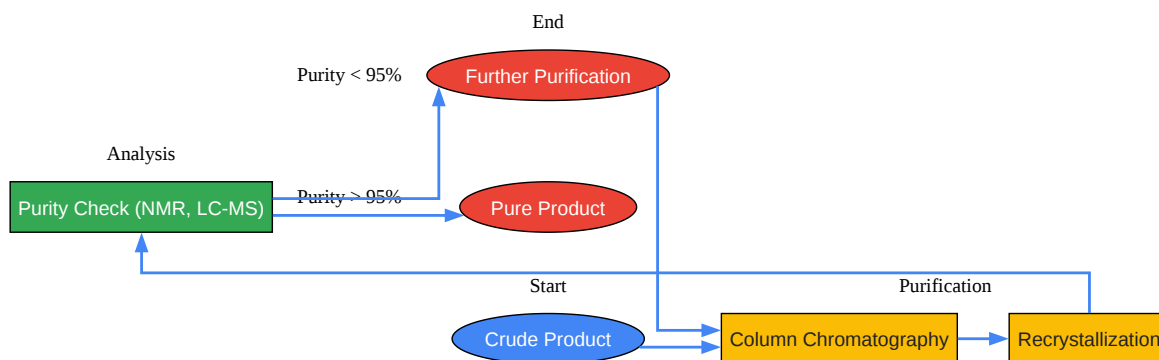 End
Purity < 95%
Further Purification
Analysis
Purity Check (NMR, LC-MS)
Purity > 95%
Pure Product
Start
Purification
Crude Product
Column Chromatography
Recrystallization